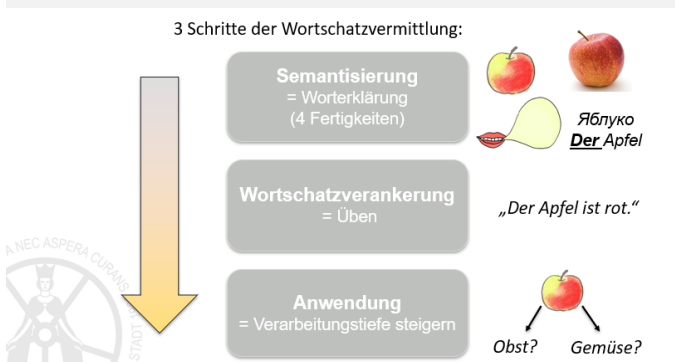 3 Schritte der Wortschatzvermittlung:
Semantisierung
= Worterklärung
(4 Fertigkeiten)
Яблуко
Der Apfel
Wortschatzverankerung
= Üben
„Der Apfel ist rot.“
Anwendung
= Verarbeitungstiefe steigern
Obst?
Gemüse?
A NEC ASPERA CURANS
STADT